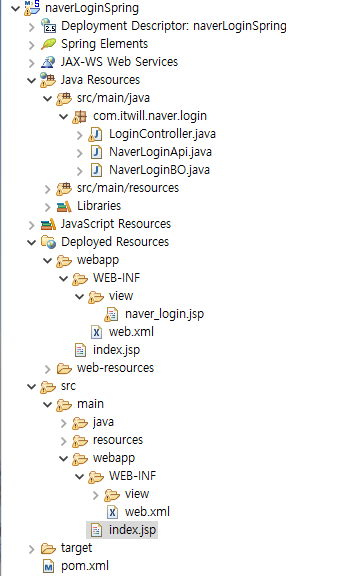 naverLoginSpring
Deployment Descriptor: naverLoginSpring
Spring Elements
JAX-WS Web Services
Java Resources
src/main/java
com.itwill.naver.login
LoginController.java
NaverLoginApi.java
NaverLoginBO.java
src/main/resources
Libraries
JavaScript Resources
Deployed Resources
webapp
WEB-INF
view
naver_login.jsp
web.xml
index.jsp
web-resources
src
main
java
resources
webapp
WEB-INF
view
web.xml
index.jsp
target
pom.xml